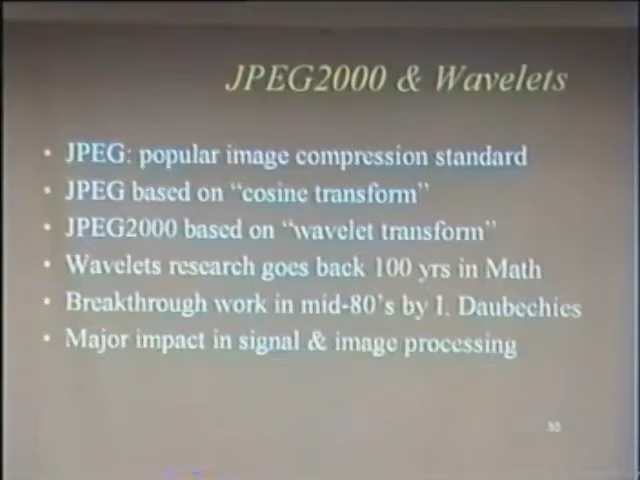 JPEG2000 & Wavelets
• JPEG: popular image compression standard
• JPEG based on “cosine transform”
• JPEG2000 based on “wavelet transform”
• Wavelets research goes back 100 yrs in Math
• Breakthrough work in mid-80’s by I. Daubechies
• Major impact in signal & image processing